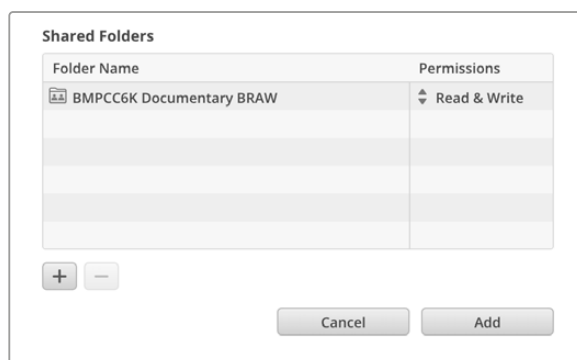 Shared Folders
Folder Name Permissions
BMPCC6K Documentary BRAW Read & Write
Cancel Add